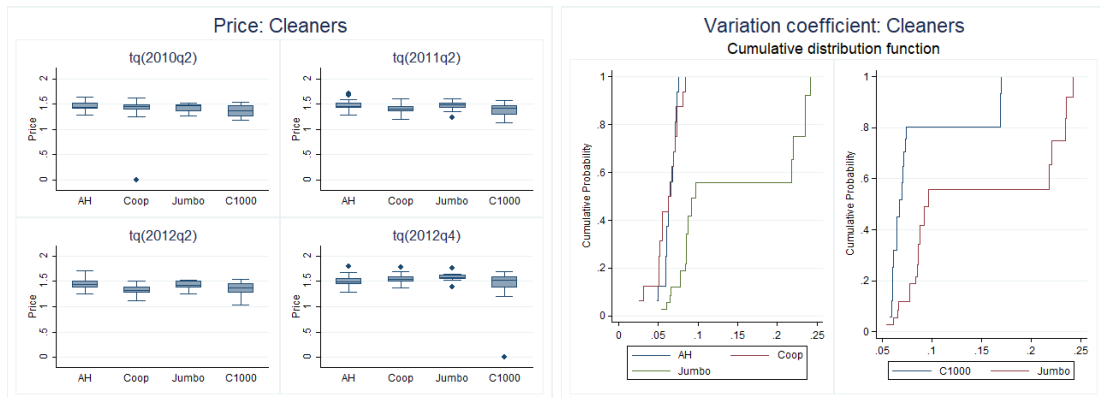 Price: Cleaners
tq(2010q2)
Price
0 .5 1 1.5 2
AH Coop Jumbo C1000
tq(2011q2)
Price
0 .5 1 1.5 2
AH Coop Jumbo C1000
tq(2012q2)
Price
0 .5 1 1.5 2
AH Coop Jumbo C1000
tq(2012q4)
Price
0 .5 1 1.5 2
AH Coop Jumbo C1000
Variation coefficient: Cleaners
Cumulative distribution function
Cumulative Probability
0 .2 .4 .6 .8 1
0 .05 .1 .15 .2 .25
AH Coop
Jumbo
Cumulative Probability
0 .2 .4 .6 .8 1
.05 .1 .15 .2 .25
C1000 Jumbo